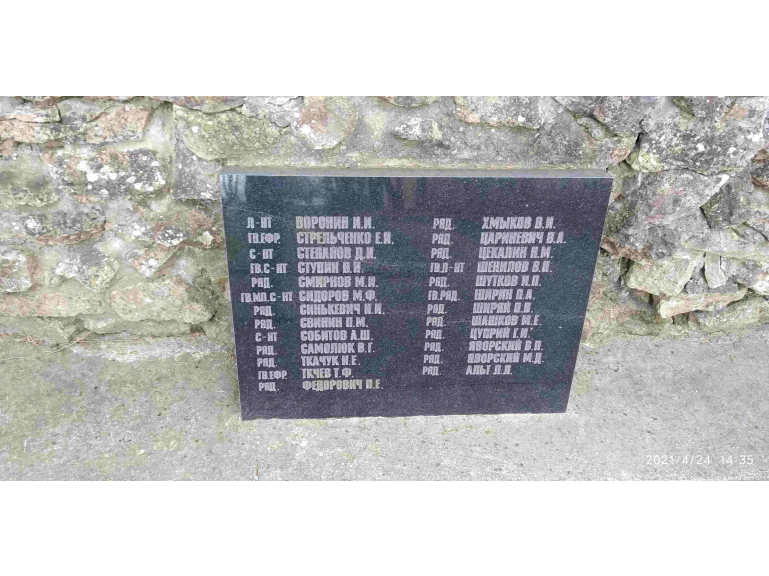 Л-НТ ВОРОНИН И.И.
ГВ.ЕФР. СТРЕЛЬЧЕНКО Е.И.
С-НТ СТЕПАНОВ Д.И.
ГВ.С-НТ СТУПИН В.Н.
РЯД. СМИРНОВ М.И.
ГВ.МЛ.С-НТ СИДОРОВ М.Ф.
РЯД. СИНЬКЕВИЧ И.И.
РЯД. СВИНИН П.М.
С-НТ СОБИТОВ А.Ш.
РЯД. САМОЛЮК В.Г.
РЯД. ТКАЧУК Н.Е.
ГВ.ЕФР. ТКЧЕВ Т.Ф.
РЯД. ФЕДОРОВИЧ П.Е.
РЯД. ХМЫКОВ В.И.
РЯД. ЦАРИКЕВИЧ В.А.
РЯД. ЦЕКАЛИН Н.М.
ГВ.Л-НТ ШЕНИЛОВ В.Н.
РЯД. ШУТКОВ И.П.
ГВ.РЯД. ШИРЯП П.А.
РЯД. ШИРЯЙ П.В.
РЯД. ШАШКОВ М.Е.
РЯД. ЦУПРИЙ Г.И.
РЯД. ЯВОРСКИЙ В.П.
РЯД. ЯВОРСКИЙ М.Д.
РЯД. АЛЬТ Л.Л.
2021/4/24 14:35